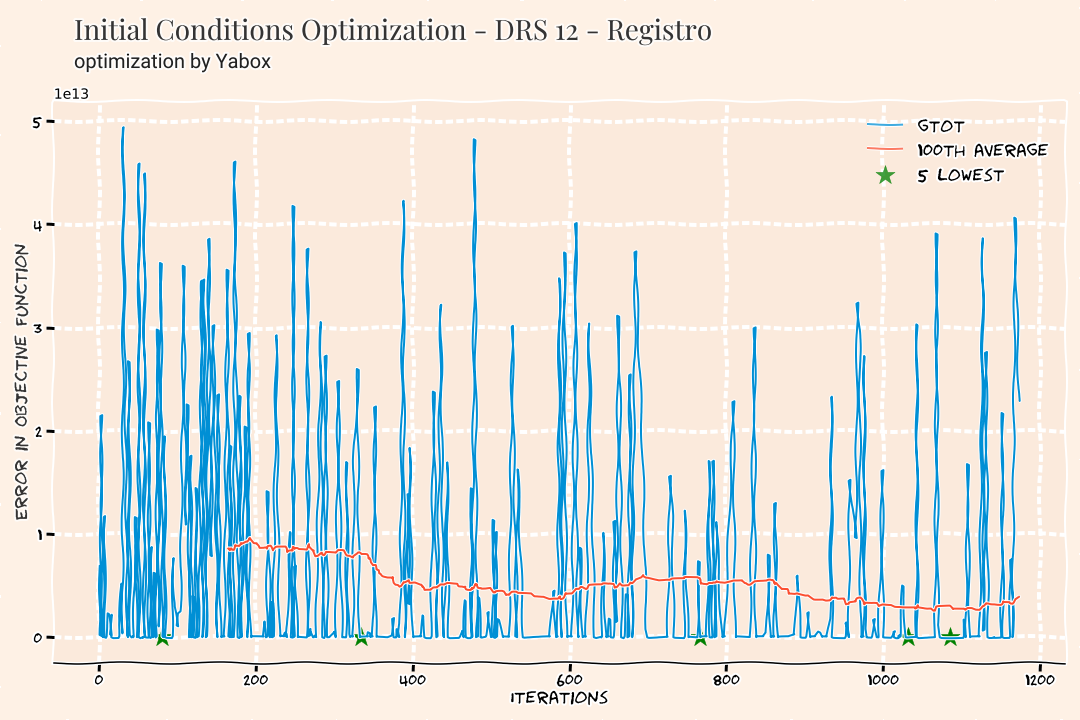 Initial Conditions Optimization - DRS 12 - Registro
optimization by Yabox
1e13
5
4
3
2
1
0
ERROR IN OBJECTIVE FUNCTION
GTOT
100TH AVERAGE
5 LOWEST
0 200 400 600 800 1000 1200
ITERATIONS